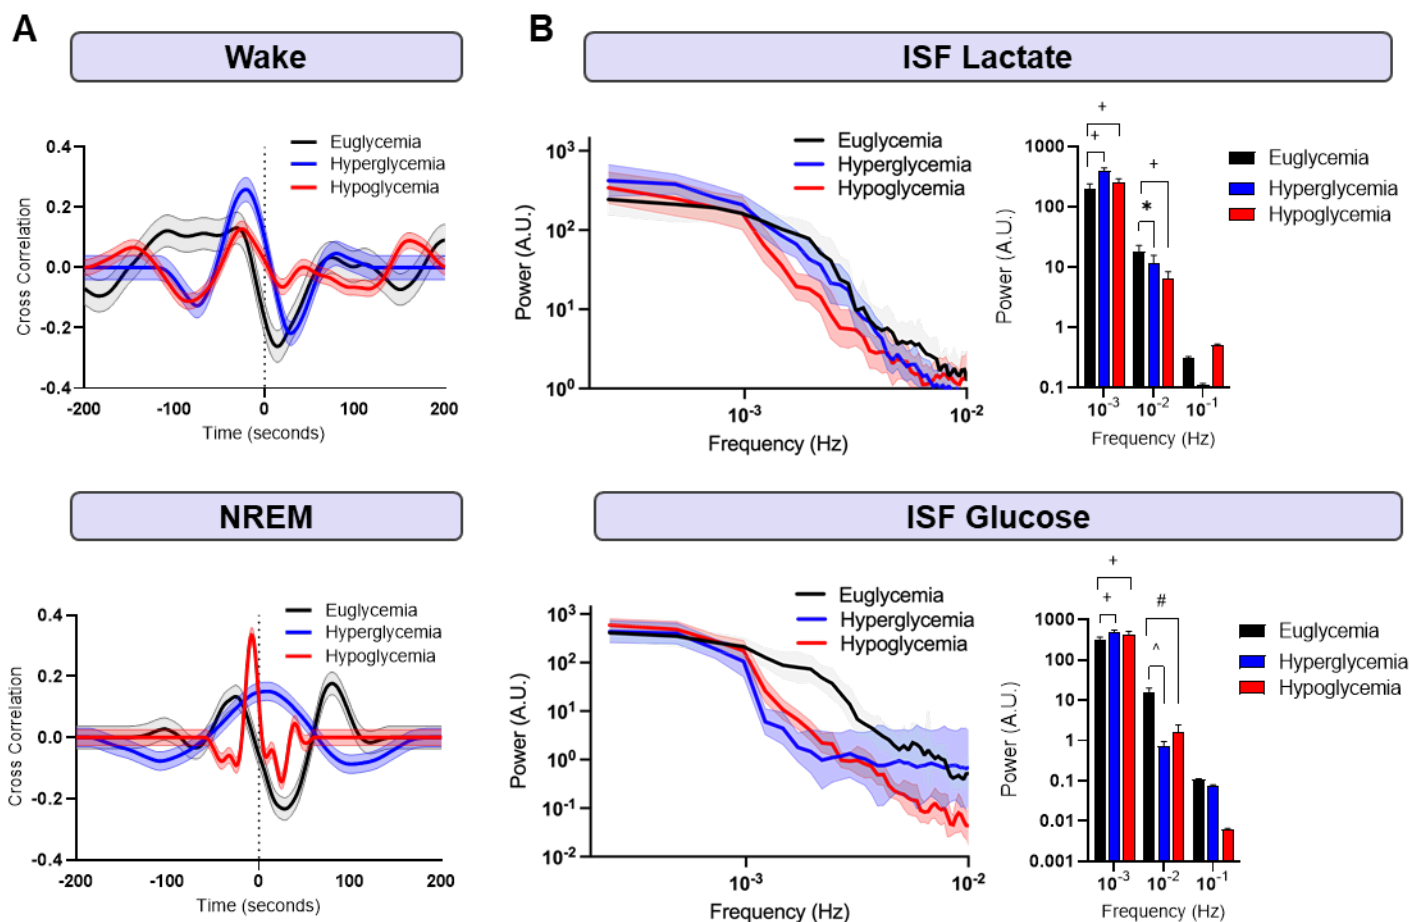 A
Wake
0.4
0.2
0.0
-0.2
-0.4
Cross Correlation
Euglycemia
Hyperglycemia
Hypoglycemia
-200
-100
0
100
200
Time (seconds)
B
ISF Lactate
10³
10²
10¹
10⁰
Power (A.U.)
Euglycemia
Hyperglycemia
Hypoglycemia
10⁻³
10⁻²
Frequency (Hz)
+
+
+
*
1000
100
10
1
0.1
Power (A.U.)
Euglycemia
Hyperglycemia
Hypoglycemia
10⁻³
10⁻²
10⁻¹
Frequency (Hz)
NREM
0.4
0.2
0.0
-0.2
-0.4
Cross Correlation
Euglycemia
Hyperglycemia
Hypoglycemia
-200
-100
0
100
200
Time (seconds)
ISF Glucose
10³
10²
10¹
10⁰
10⁻¹
10⁻²
Power (A.U.)
Euglycemia
Hyperglycemia
Hypoglycemia
10⁻³
10⁻²
Frequency (Hz)
+
+
#
^
1000
100
10
1
0.1
0.01
0.001
Power (A.U.)
Euglycemia
Hyperglycemia
Hypoglycemia
10⁻³
10⁻²
10⁻¹
Frequency (Hz)